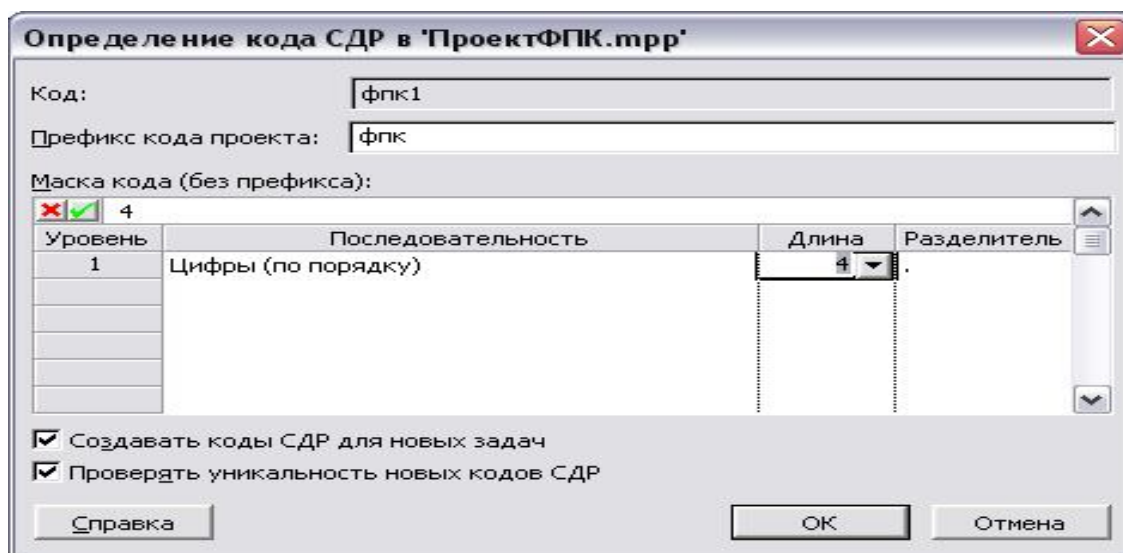 Определение кода СДР в 'ПроектФПК.mpp'
Код: фпк1
Префикс кода проекта: фпк
Маска кода (без префикса):
4
Уровень Последовательность Длина Разделитель
1 Цифры (по порядку) 4 .
Создавать коды СДР для новых задач
Проверять уникальность новых кодов СДР
Справка ОК Отмена